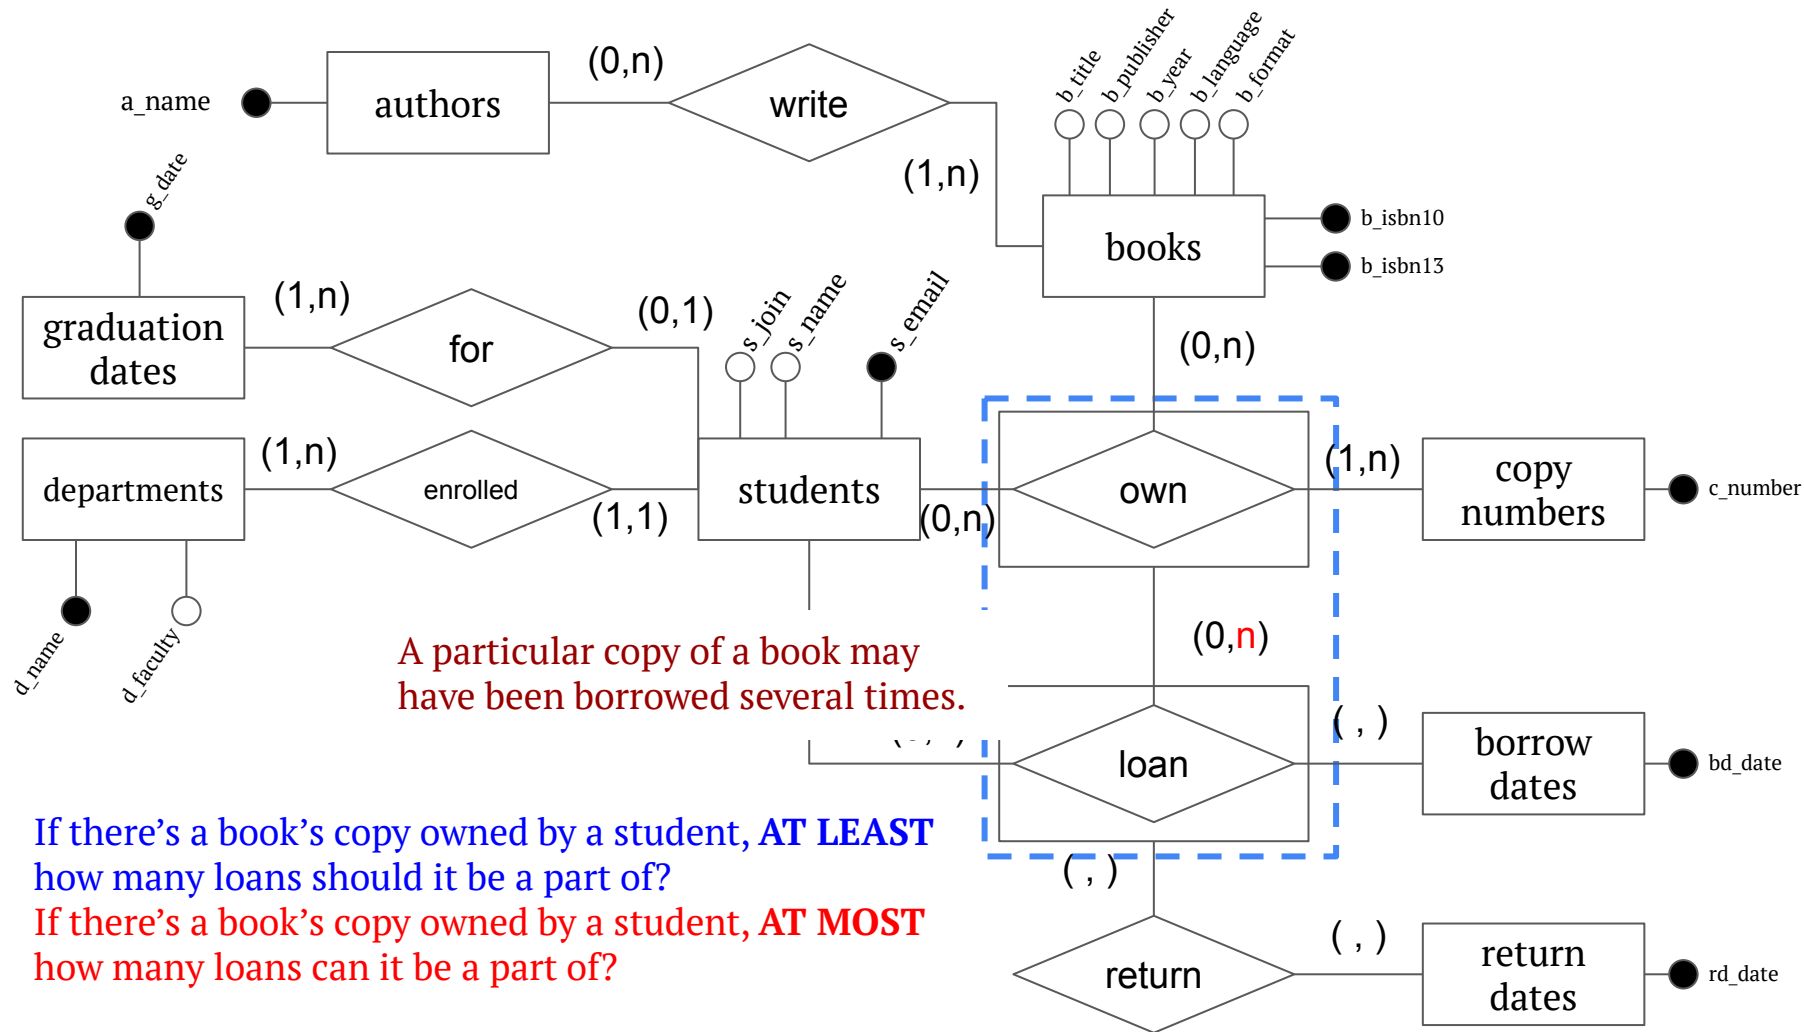 b_title
b_publisher
b_year
b_language
b_format
(0,n)
a_name
authors
write
(1,n)
g_date
b_isbn10
books
b_isbn13
(1,n)
(0,1)
s_join
s_name
s_email
graduation
dates
for
(0,n)
(1,n)
departments
enrolled
(1,1)
students
(0,n)
own
(1,n)
copy
numbers
c_number
d_name
d_faculty
A particular copy of a book may
have been borrowed several times.
(0,n)
( , )
loan
borrow
dates
bd_date
If there’s a book’s copy owned by a student, AT LEAST
how many loans should it be a part of?
If there’s a book’s copy owned by a student, AT MOST
how many loans can it be a part of?
( , )
( , )
return
return
dates
rd_date